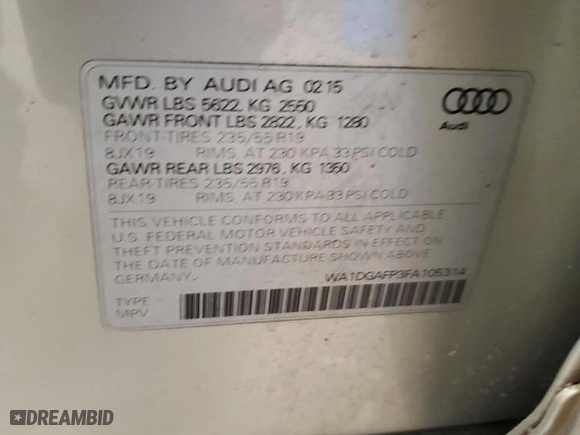 MFD. BY AUDI AG 02 15
GVWR LBS 5622, KG 2550
GAWR FRONT LBS 2822, KG 1280
FRONT-TIRES 235/55 R19
8JX19 RIMS, AT 230 KPA 33 PSI COLD
GAWR REAR LBS 2976, KG 1350
REAR-TIRES 235/55 R19
8JX19 RIMS, AT 230 KPA 33 PSI COLD
THIS VEHICLE CONFORMS TO ALL APPLICABLE
U.S. FEDERAL MOTOR VEHICLE SAFETY AND
THEFT PREVENTION STANDARDS IN EFFECT ON
THE DATE OF MANUFACTURE SHOWN ABOVE.
GERMANY.
WA1DGAFP3FA105314
TYPE
MPV
Audi
DREAMBID